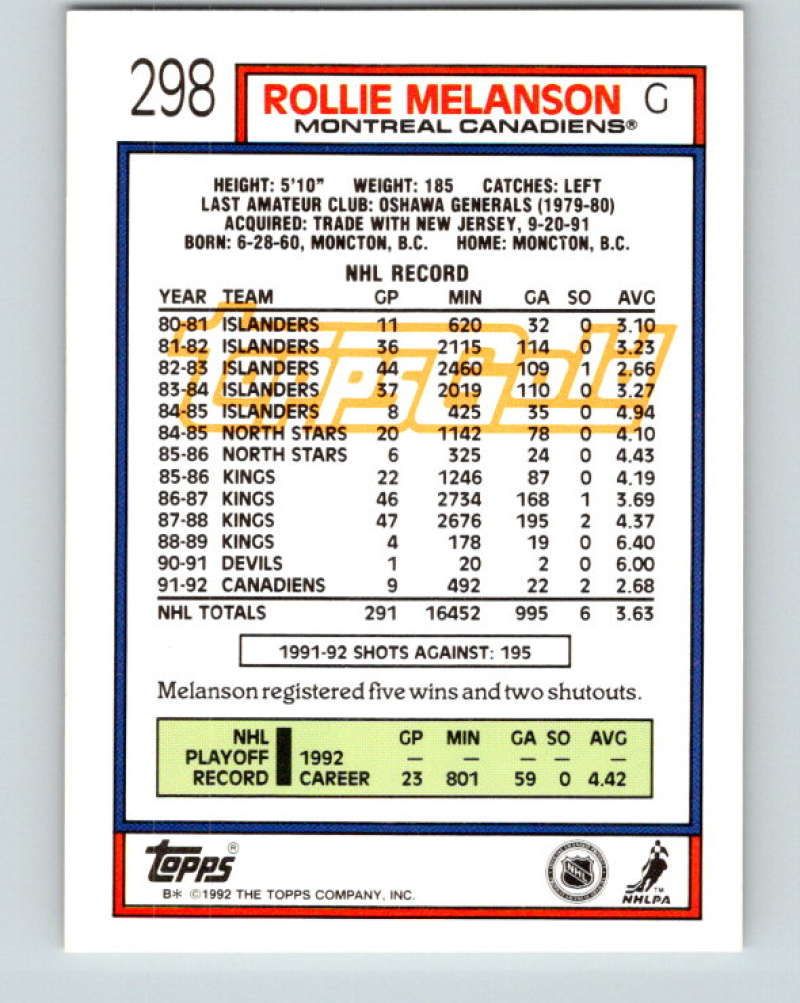 298
ROLLIE MELANSON G
MONTREAL CANADIENS®
HEIGHT: 5'10" WEIGHT: 185 CATCHES: LEFT
LAST AMATEUR CLUB: OSHAWA GENERALS (1979-80)
ACQUIRED: TRADE WITH NEW JERSEY, 9-20-91
BORN: 6-28-60, MONCTON, B.C. HOME: MONCTON, B.C.
NHL RECORD
YEAR TEAM GP MIN GA SO AVG
80-81 ISLANDERS 11 620 32 0 3.10
81-82 ISLANDERS 36 2115 114 0 3.23
82-83 ISLANDERS 44 2460 109 1 2.66
83-84 ISLANDERS 37 2019 110 0 3.27
84-85 ISLANDERS 8 425 35 0 4.94
84-85 NORTH STARS 20 1142 78 0 4.10
85-86 NORTH STARS 6 325 24 0 4.43
85-86 KINGS 22 1246 87 0 4.19
86-87 KINGS 46 2734 168 1 3.69
87-88 KINGS 47 2676 195 2 4.37
88-89 KINGS 4 178 19 0 6.40
90-91 DEVILS 1 20 2 0 6.00
91-92 CANADIENS 9 492 22 2 2.68
NHL TOTALS 291 16452 995 6 3.63
ToppsGold
1991-92 SHOTS AGAINST: 195
Melanson registered five wins and two shutouts.
NHL GP MIN GA SO AVG
PLAYOFF 1992 — — — — —
RECORD CAREER 23 801 59 0 4.42
TOPPS®
B* ©1992 THE TOPPS COMPANY, INC.
NHL
NHLPA™